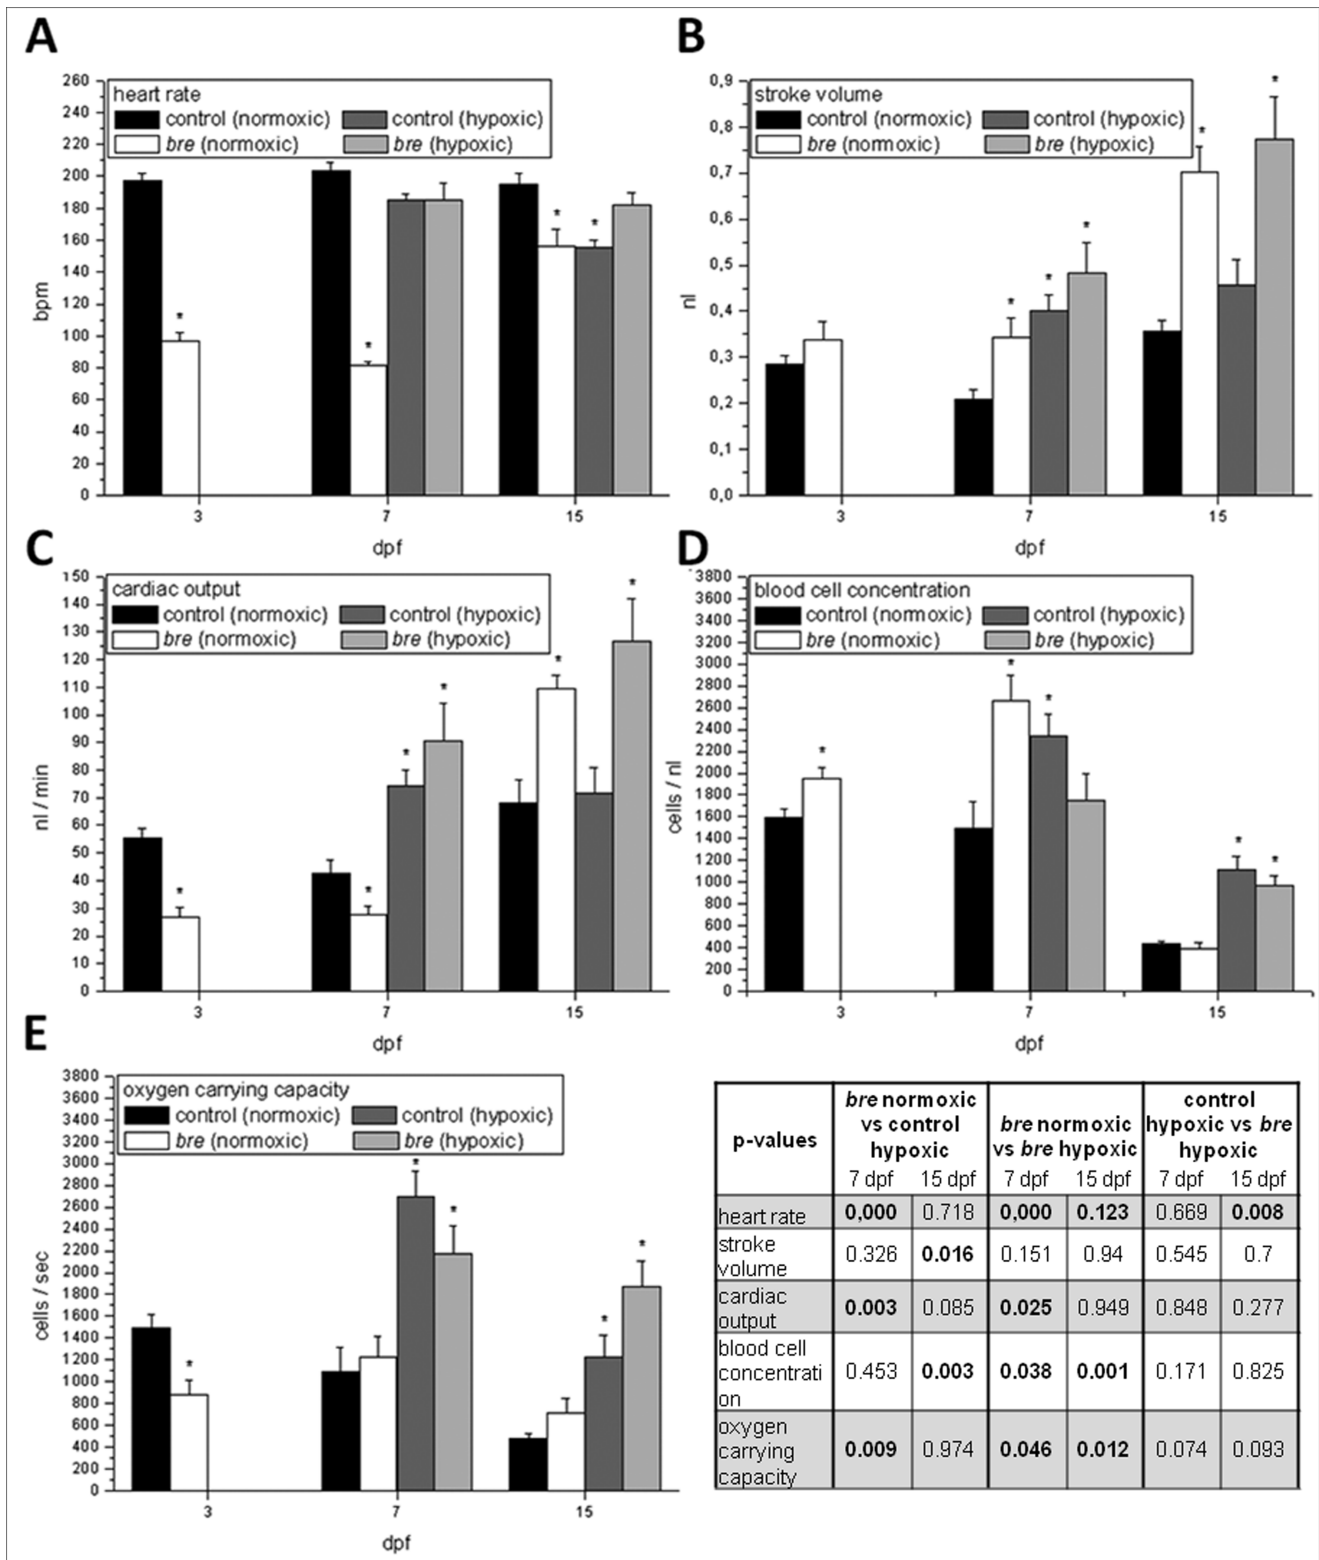 A
heart rate
control (normoxic) control (hypoxic)
bre (normoxic) bre (hypoxic)
260
240
220
200
180
160
140
120
100
80
60
40
20
0
bpm
* * * *
3 7 15
dpf
B
stroke volume
control (normoxic) control (hypoxic)
bre (normoxic) bre (hypoxic)
0,9
0,8
0,7
0,6
0,5
0,4
0,3
0,2
0,1
0,0
nl
* * * * *
3 7 15
dpf
C
cardiac output
control (normoxic) control (hypoxic)
bre (normoxic) bre (hypoxic)
150
140
130
120
110
100
90
80
70
60
50
40
30
20
10
0
nl / min
* * * * * *
3 7 15
dpf
D
blood cell concentration
control (normoxic) control (hypoxic)
bre (normoxic) bre (hypoxic)
3800
3600
3400
3200
3000
2800
2600
2400
2200
2000
1800
1600
1400
1200
1000
800
600
400
200
0
cells / nl
* * * * *
3 7 15
dpf
E
oxygen carrying capacity
control (normoxic) control (hypoxic)
bre (normoxic) bre (hypoxic)
3800
3600
3400
3200
3000
2800
2600
2400
2200
2000
1800
1600
1400
1200
1000
800
600
400
200
0
cells / sec
* * * * *
3 7 15
dpf
p-values
bre normoxic
vs control
hypoxic
bre normoxic
vs bre hypoxic
control
hypoxic vs bre
hypoxic
7 dpf 15 dpf 7 dpf 15 dpf 7 dpf 15 dpf
heart rate 0,000 0.718 0,000 0.123 0.669 0.008
stroke
volume
0.326 0.016 0.151 0.94 0.545 0.7
cardiac
output
0.003 0.085 0.025 0.949 0.848 0.277
blood cell
concentrati
on
0.453 0.003 0.038 0.001 0.171 0.825
oxygen
carrying
capacity
0.009 0.974 0.046 0.012 0.074 0.093